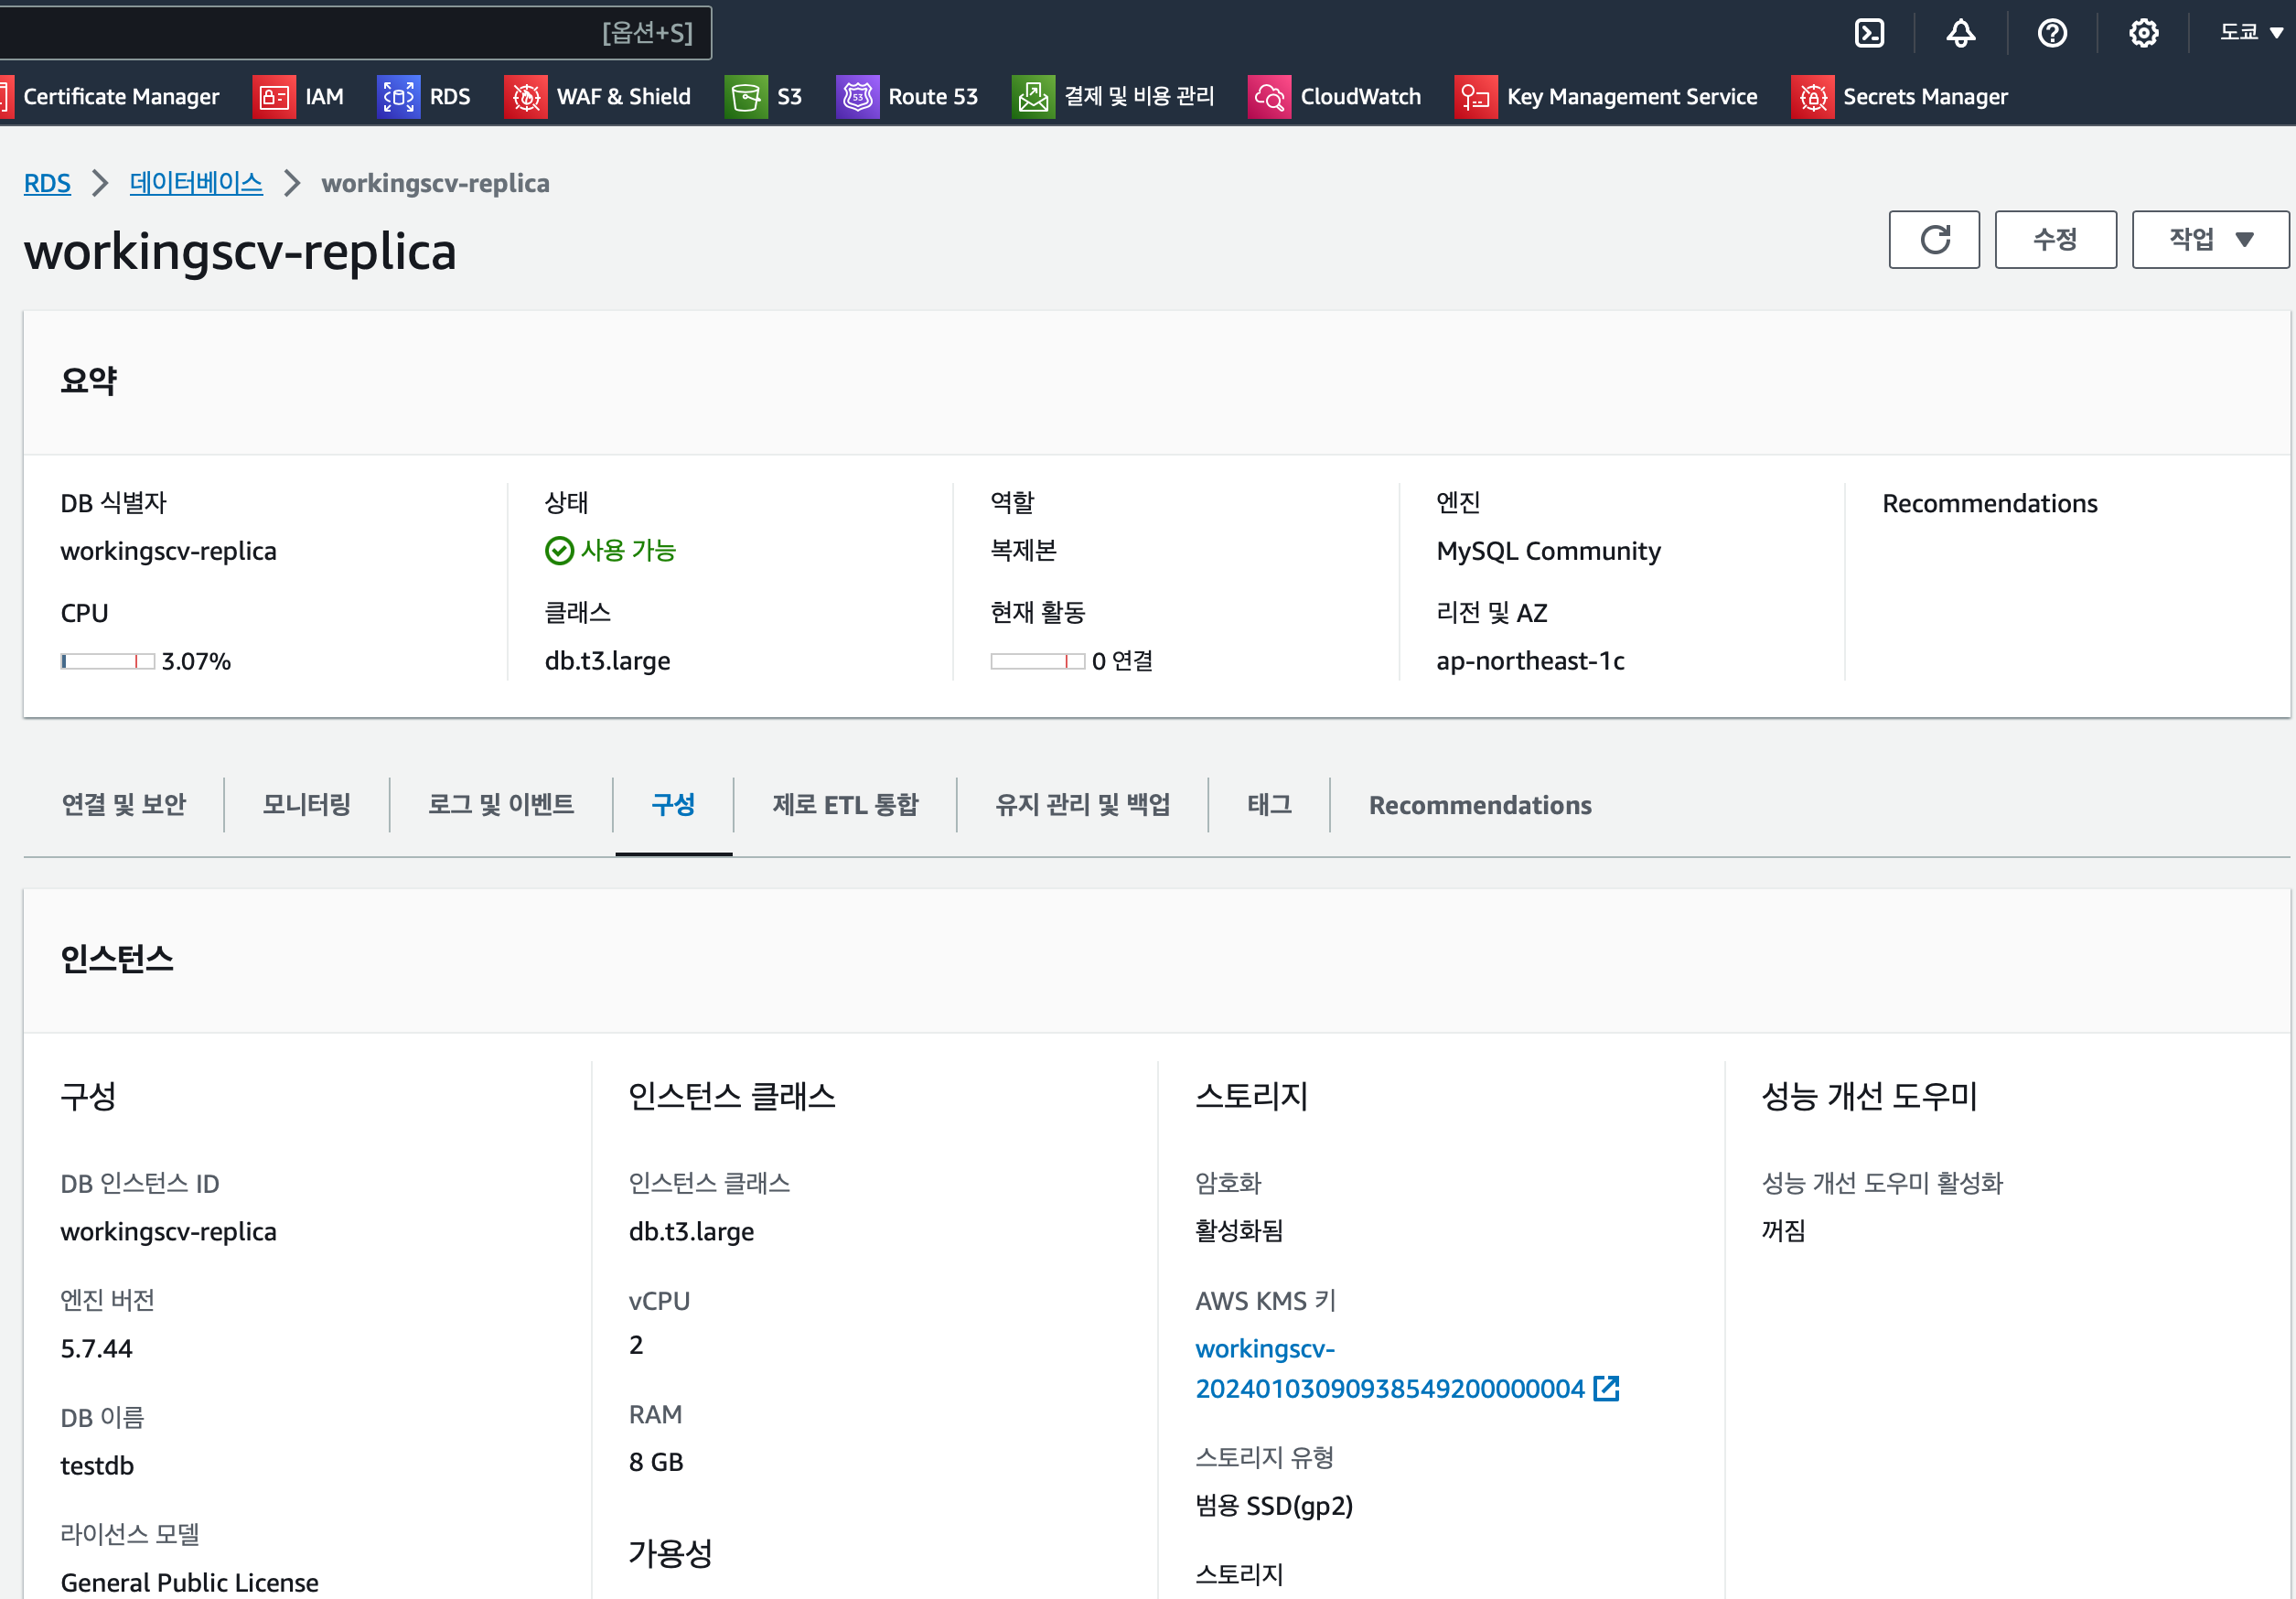 [옵션+S]
도쿄
Certificate Manager
IAM
RDS
WAF & Shield
S3
Route 53
결제 및 비용 관리
CloudWatch
Key Management Service
Secrets Manager
RDS
데이터베이스
workingscv-replica
workingscv-replica
수정
작업
요약
DB 식별자
workingscv-replica
CPU
3.07%
상태
사용 가능
클래스
db.t3.large
역할
복제본
현재 활동
0 연결
엔진
MySQL Community
리전 및 AZ
ap-northeast-1c
Recommendations
연결 및 보안
모니터링
로그 및 이벤트
구성
제로 ETL 통합
유지 관리 및 백업
태그
Recommendations
인스턴스
구성
DB 인스턴스 ID
workingscv-replica
엔진 버전
5.7.44
DB 이름
testdb
라이선스 모델
General Public License
인스턴스 클래스
인스턴스 클래스
db.t3.large
vCPU
2
RAM
8 GB
가용성
스토리지
암호화
활성화됨
AWS KMS 키
workingscv-
20240103090938549200000004
스토리지 유형
범용 SSD(gp2)
스토리지
성능 개선 도우미
성능 개선 도우미 활성화
꺼짐